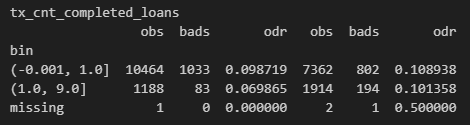 tx_cnt_completed_loans
obs bads odr obs bads odr
bin
(-0.001, 1.0] 10464 1033 0.098719 7362 802 0.108938
(1.0, 9.0] 1188 83 0.069865 1914 194 0.101358
missing 1 0 0.000000 2 1 0.500000